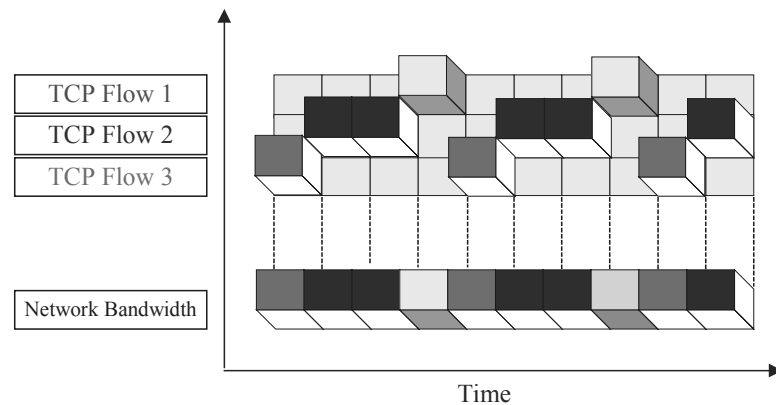 TCP Flow 1
TCP Flow 2
TCP Flow 3
Network Bandwidth
Time